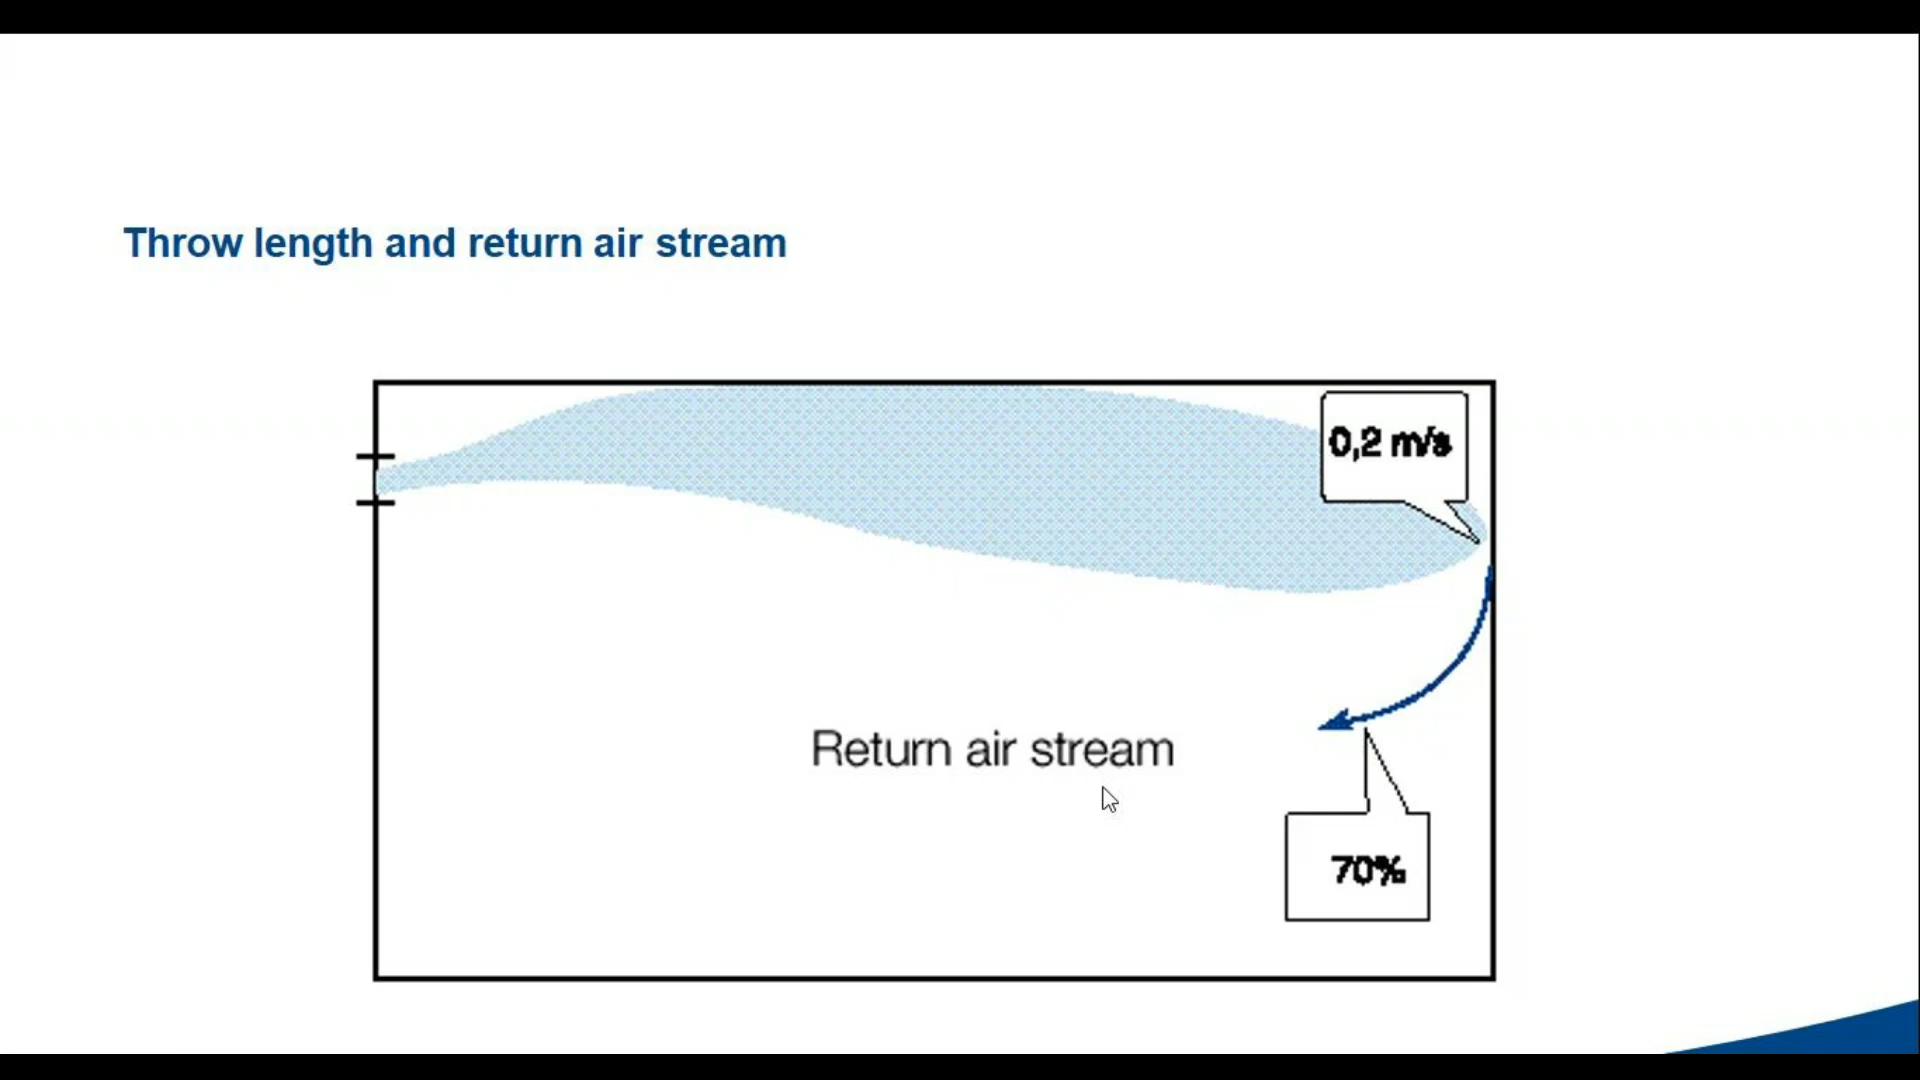 Throw length and return air stream
0,2 m/s
Return air stream
70%